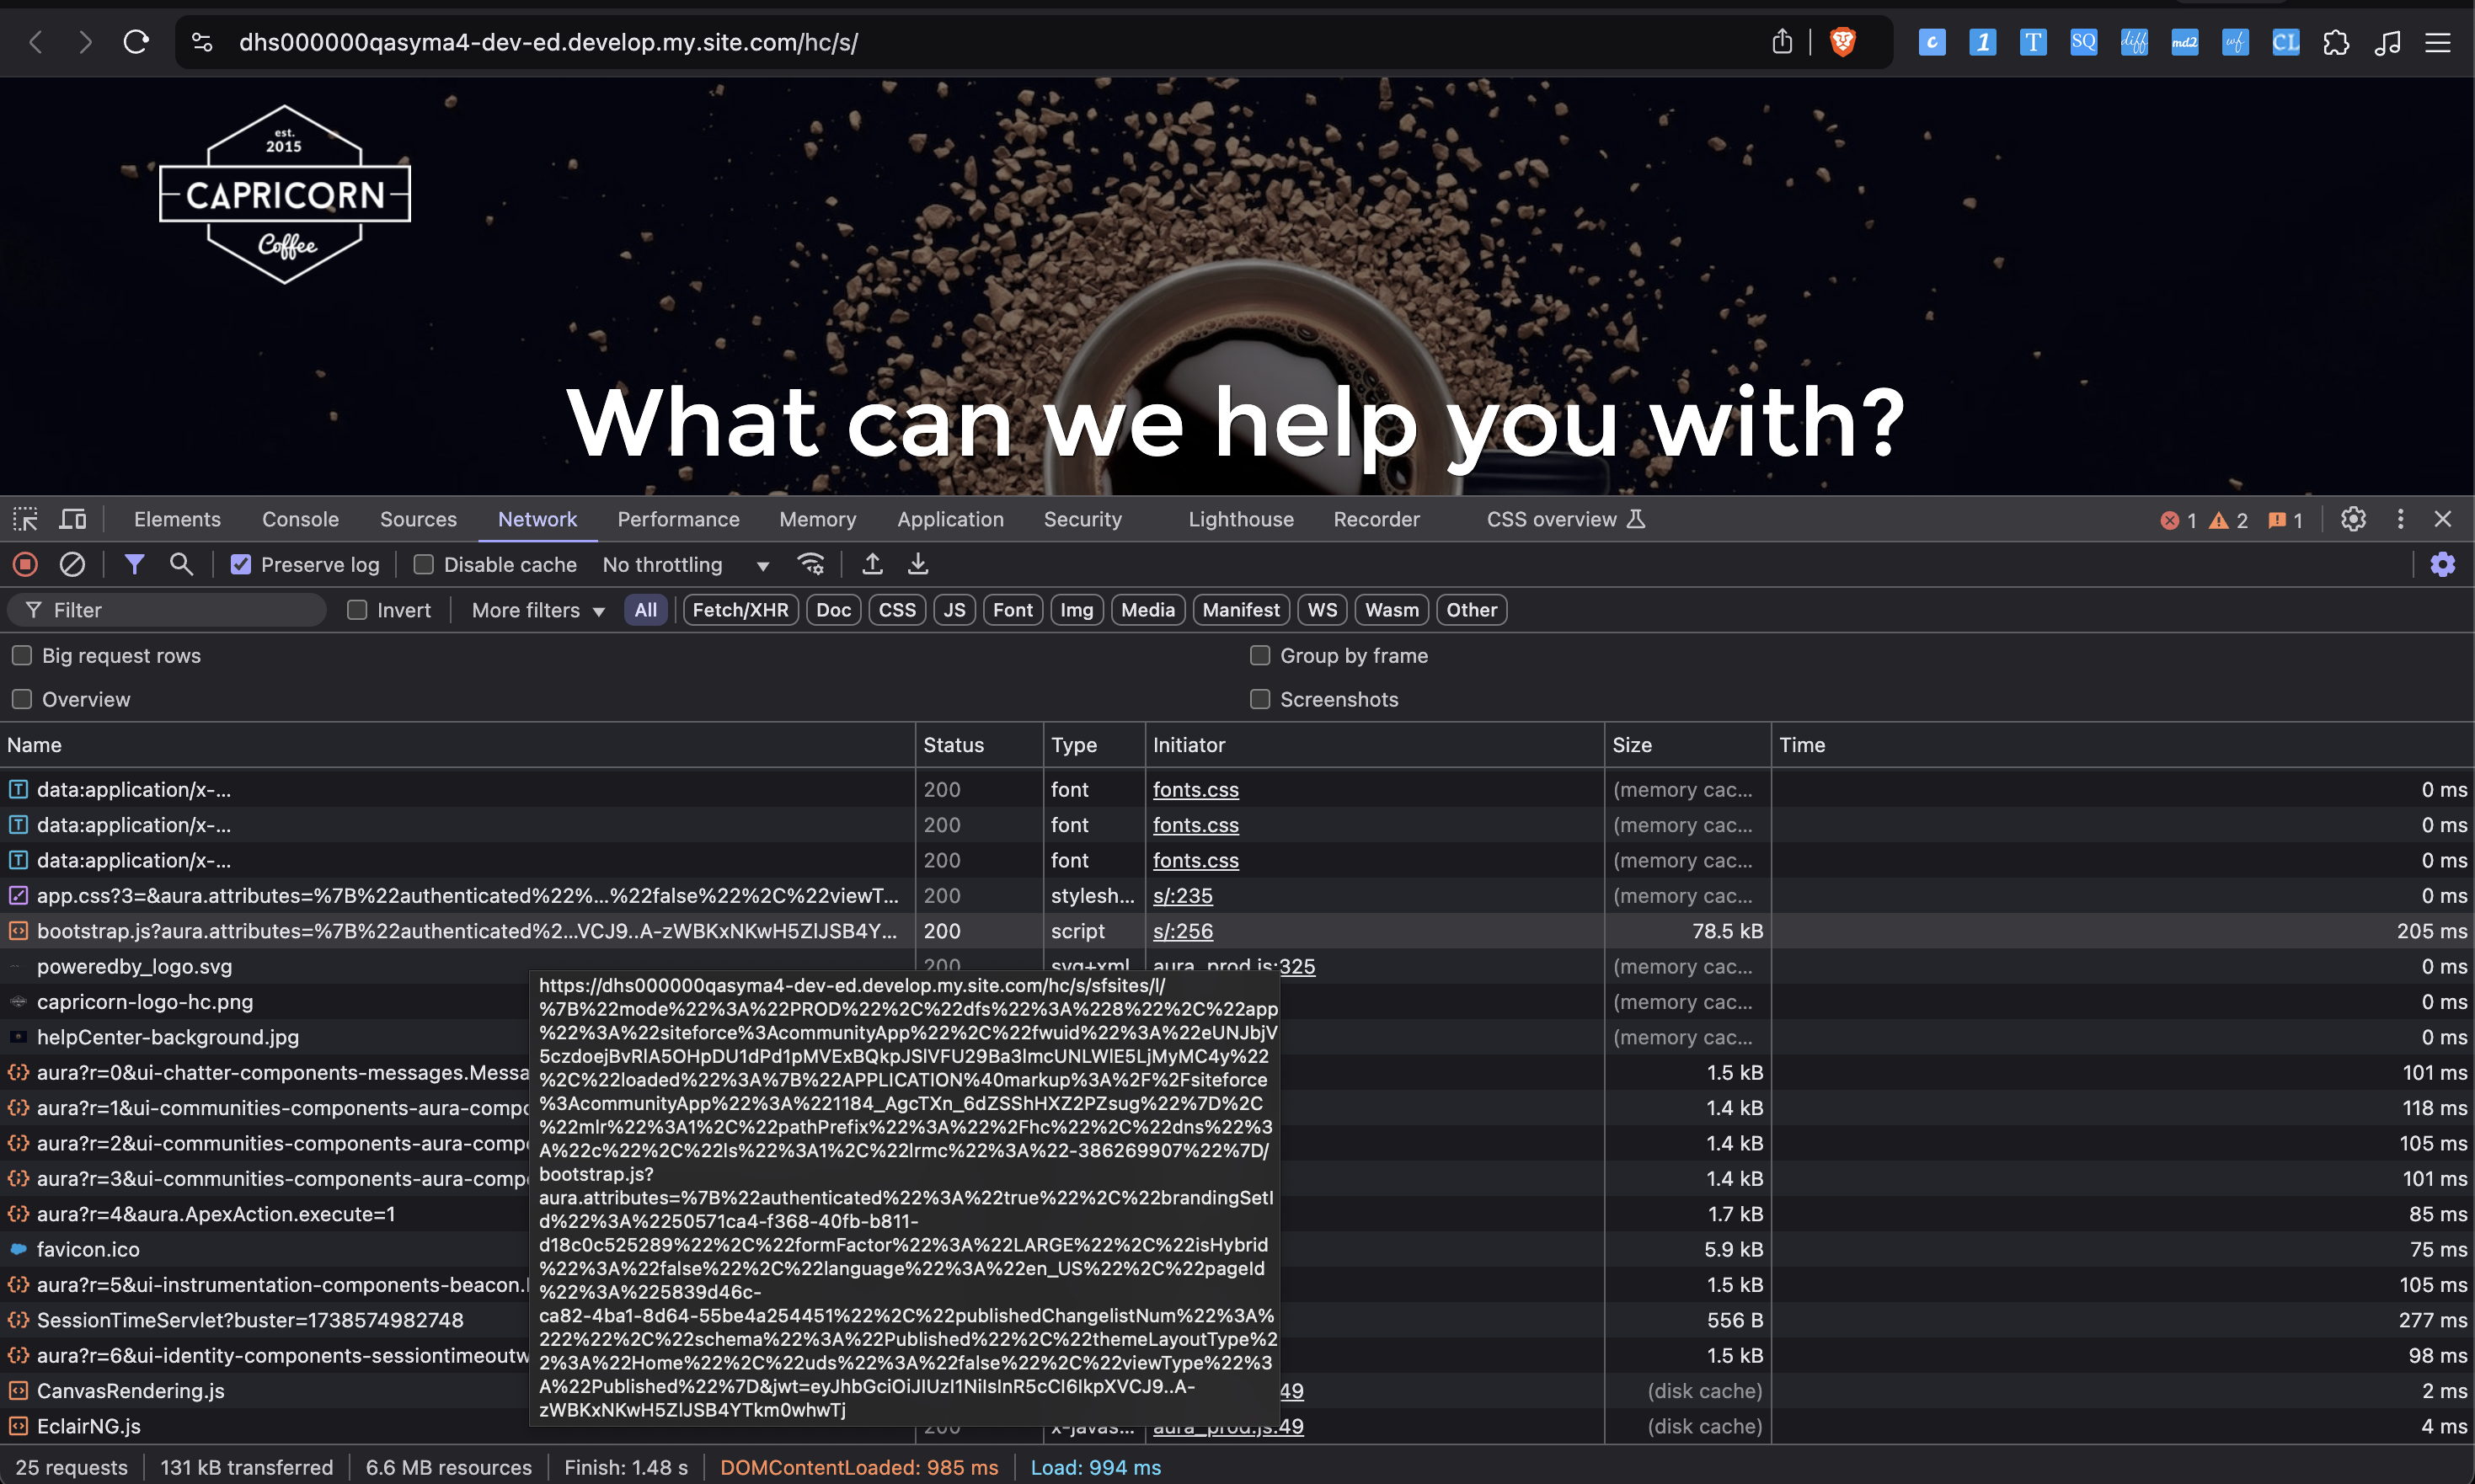 dhs000000qasyma4-dev-ed.develop.my.site.com/hc/s/
c 1 T SQ diff md2 wf CL
est.
2015
CAPRICORN
Coffee
What can we help you with?
Elements Console Sources Network Performance Memory Application Security Lighthouse Recorder CSS overview 1 2 1
Preserve log Disable cache No throttling
Filter Invert More filters All Fetch/XHR Doc CSS JS Font Img Media Manifest WS Wasm Other
Big request rows Group by frame
Overview Screenshots
Name Status Type Initiator Size Time
data:application/x-... 200 font fonts.css (memory cac... 0 ms
data:application/x-... 200 font fonts.css (memory cac... 0 ms
data:application/x-... 200 font fonts.css (memory cac... 0 ms
app.css?3=&aura.attributes=%7B%22authenticated%22%...%22false%22%2C%22viewT... 200 stylesh... s/:235 (memory cac... 0 ms
bootstrap.js?aura.attributes=%7B%22authenticated%2...VCJ9..A-zWBKxNKwH5ZlJSB4Y... 200 script s/:256 78.5 kB 205 ms
poweredby_logo.svg 200 svg+xml aura_prod.js:325 (memory cac... 0 ms
capricorn-logo-hc.png (memory cac... 0 ms
helpCenter-background.jpg (memory cac... 0 ms
aura?r=0&ui-chatter-components-messages.Messa 1.5 kB 101 ms
aura?r=1&ui-communities-components-aura-compo 1.4 kB 118 ms
aura?r=2&ui-communities-components-aura-compo 1.4 kB 105 ms
aura?r=3&ui-communities-components-aura-compo 1.4 kB 101 ms
aura?r=4&aura.ApexAction.execute=1 1.7 kB 85 ms
favicon.ico 5.9 kB 75 ms
aura?r=5&ui-instrumentation-components-beacon. 1.5 kB 105 ms
SessionTimeServlet?buster=1738574982748 556 B 277 ms
aura?r=6&ui-identity-components-sessiontimeoutw 1.5 kB 98 ms
CanvasRendering.js 49 (disk cache) 2 ms
EclairNG.js 200 x-javas... aura_prod.js:49 (disk cache) 4 ms
https://dhs000000qasyma4-dev-ed.develop.my.site.com/hc/s/sfsites/l/
%7B%22mode%22%3A%22PROD%22%2C%22dfs%22%3A%228%22%2C%22app
%22%3A%22siteforce%3AcommunityApp%22%2C%22fwuid%22%3A%22eUNJbjV
5czdoejBvRlA5OHpDU1dPd1pMVExBQkpJSlVFU29Ba3lmcUNLWlE5LjMyMC4y%22
%2C%22loaded%22%3A%7B%22APPLICATION%40markup%3A%2F%2Fsiteforce
%3AcommunityApp%22%3A%221184_AgcTXn_6dZSShHXZ2PZsug%22%7D%2C
%22mlr%22%3A1%2C%22pathPrefix%22%3A%22%2Fhc%22%2C%22dns%22%3
A%22c%22%2C%22ls%22%3A1%2C%22lrmc%22%3A%22-386269907%22%7D/
bootstrap.js?
aura.attributes=%7B%22authenticated%22%3A%22true%22%2C%22brandingSetI
d%22%3A%2250571ca4-f368-40fb-b811-
d18c0c525289%22%2C%22formFactor%22%3A%22LARGE%22%2C%22isHybrid
%22%3A%22false%22%2C%22language%22%3A%22en_US%22%2C%22pageId
%22%3A%225839d46c-
ca82-4ba1-8d64-55be4a254451%22%2C%22publishedChangelistNum%22%3A%
222%22%2C%22schema%22%3A%22Published%22%2C%22themeLayoutType%2
2%3A%22Home%22%2C%22uds%22%3A%22false%22%2C%22viewType%22%3
A%22Published%22%7D&jwt=eyJhbGciOiJIUzI1NiIsInR5cCI6IkpXVCJ9..A-
zWBKxNKwH5ZlJSB4YTkm0whwTj
25 requests 131 kB transferred 6.6 MB resources Finish: 1.48 s DOMContentLoaded: 985 ms Load: 994 ms